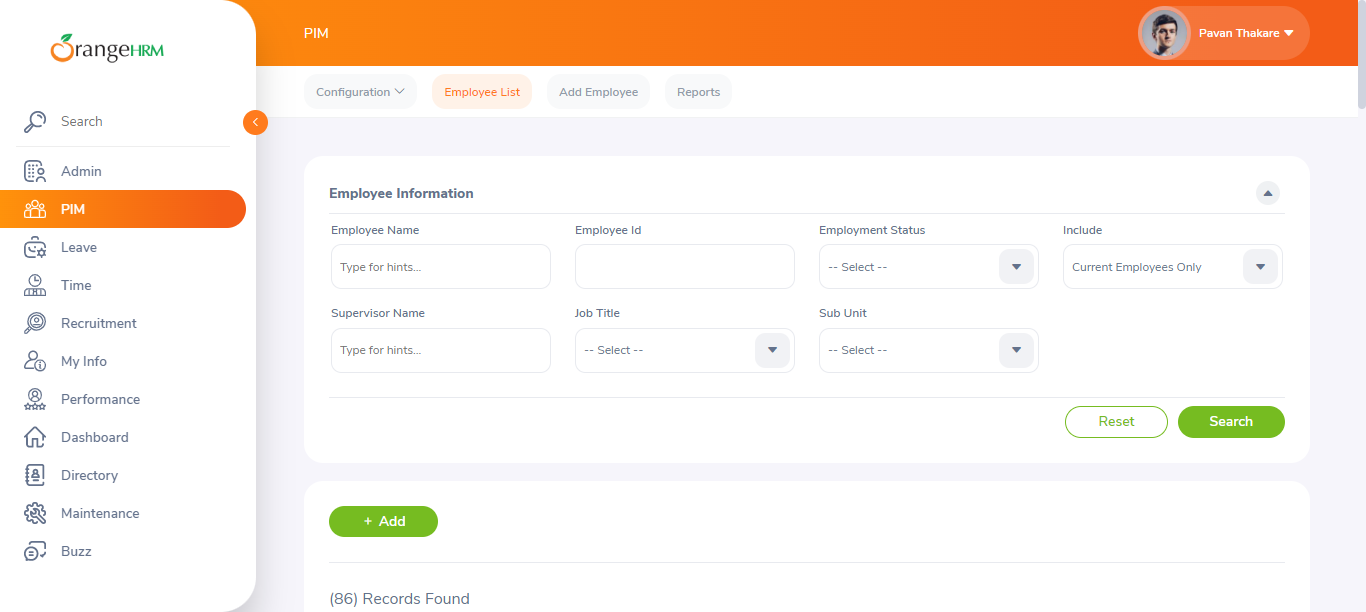 OrangeHRM
PIM
Pavan Thakare
Configuration
Employee List
Add Employee
Reports
Search
Admin
PIM
Leave
Time
Recruitment
My Info
Performance
Dashboard
Directory
Maintenance
Buzz
Employee Information
Employee Name
Employee Id
Employment Status
Include
Type for hints...
-- Select --
Current Employees Only
Supervisor Name
Job Title
Sub Unit
Type for hints...
-- Select --
-- Select --
Reset
Search
+ Add
(86) Records Found